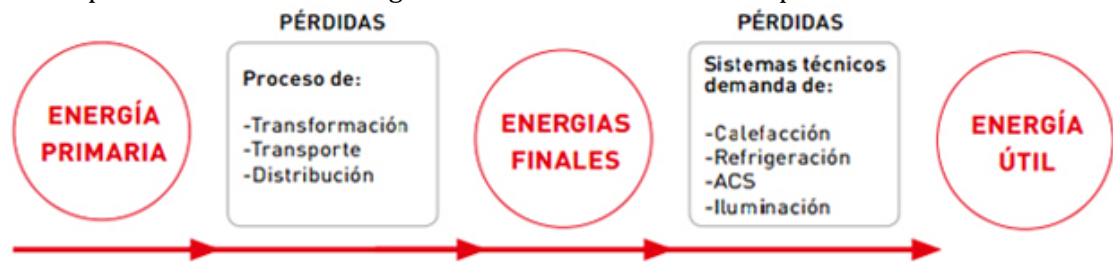 PÉRDIDAS
PÉRDIDAS
ENERGÍA
PRIMARIA
Proceso de:
-Transformación
-Transporte
-Distribución
ENERGIAS
FINALES
Sistemas técnicos
demanda de:
-Calefacción
-Refrigeración
-ACS
-Iluminación
ENERGÍA
ÚTIL